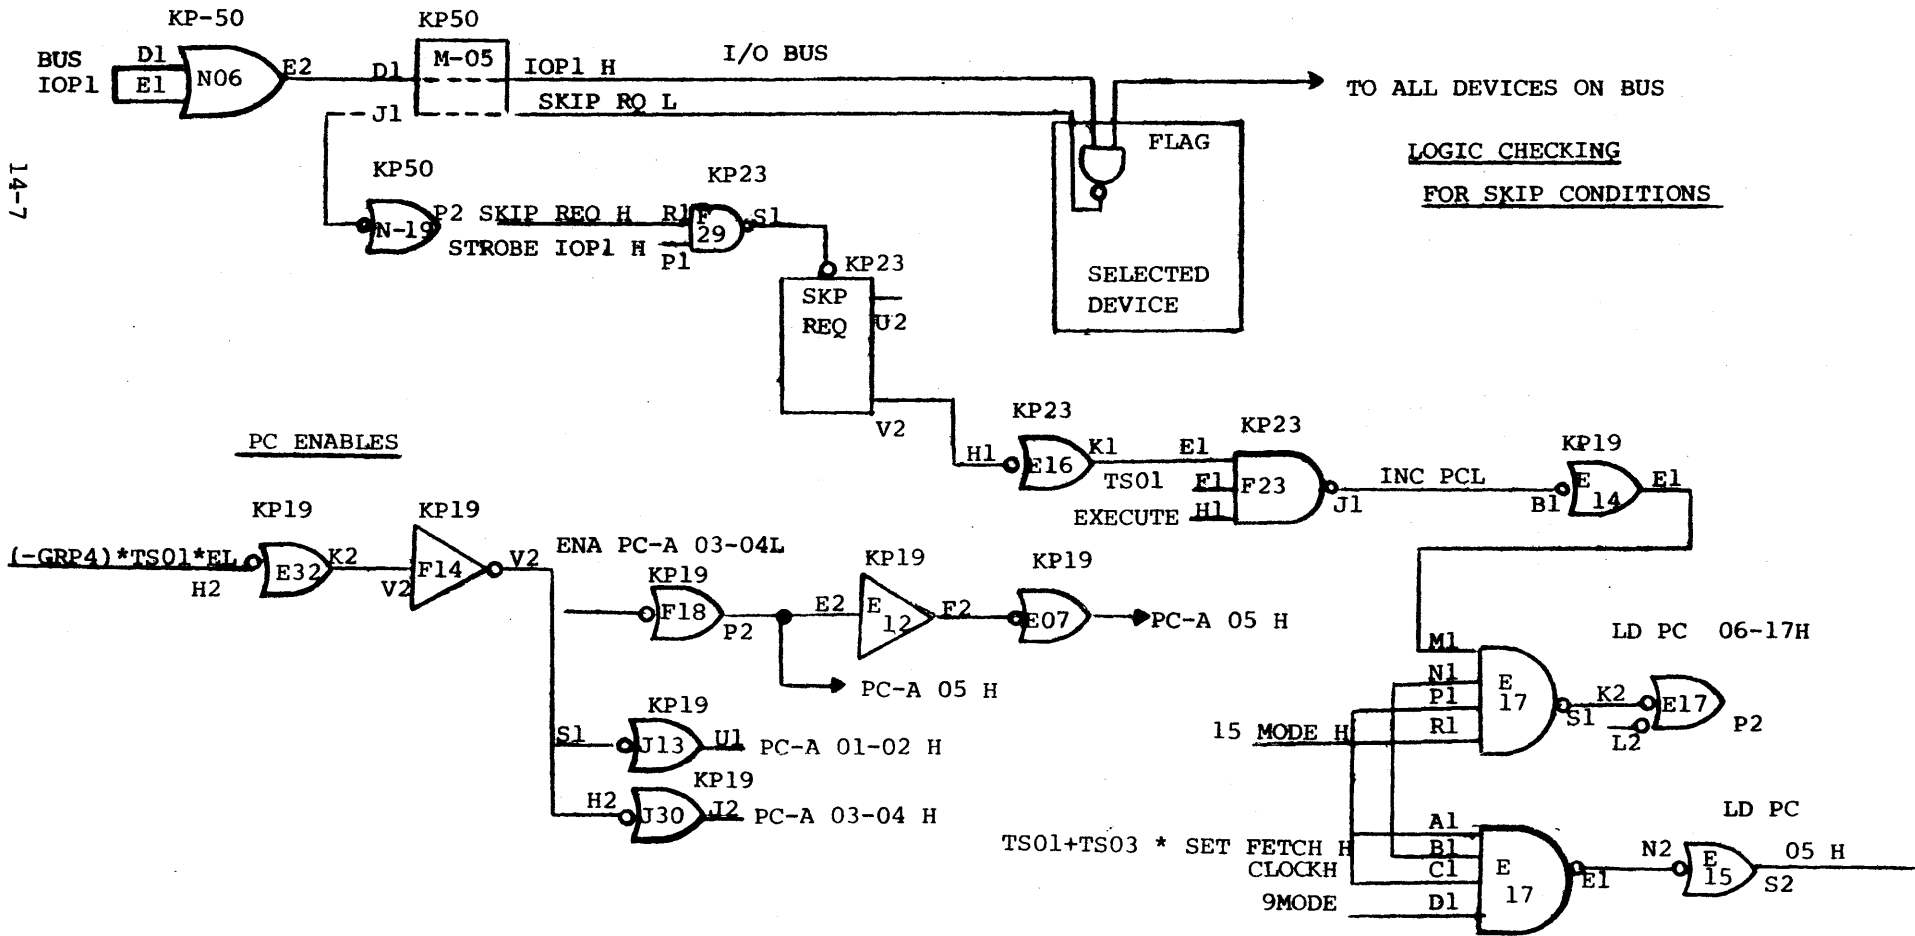 KP-50
KP50
BUS
IOP1
D1
E1
N06
E2
D1
M-05
IOP1 H
I/O BUS
TO ALL DEVICES ON BUS
J1
SKIP RQ L
FLAG
LOGIC CHECKING
FOR SKIP CONDITIONS
14-7
KP50
KP23
N-19
P2
SKIP REQ H
R1
F
29
S1
STROBE IOP1 H
P1
KP23
SKP
REQ
U2
SELECTED
DEVICE
V2
KP23
H1
E16
K1
TS01
EXECUTE
E1
F1
H1
KP23
F23
J1
INC PCL
KP19
B1
E
14
E1
PC ENABLES
KP19
KP19
(-GRP4)*TS01*EL
H2
E32
K2
V2
F14
V2
ENA PC-A 03-04L
KP19
F18
P2
E2
KP19
E
12
F2
KP19
E07
PC-A 05 H
PC-A 05 H
KP19
S1
J13
U1
PC-A 01-02 H
KP19
H2
J30
J2
PC-A 03-04 H
LD PC 06-17H
M1
N1
P1
R1
15 MODE H
E
17
S1
K2
L2
E17
P2
LD PC
TS01+TS03 * SET FETCH H
CLOCKH
9MODE
A1
B1
C1
D1
E
17
E1
N2
E
15
05 H
S2